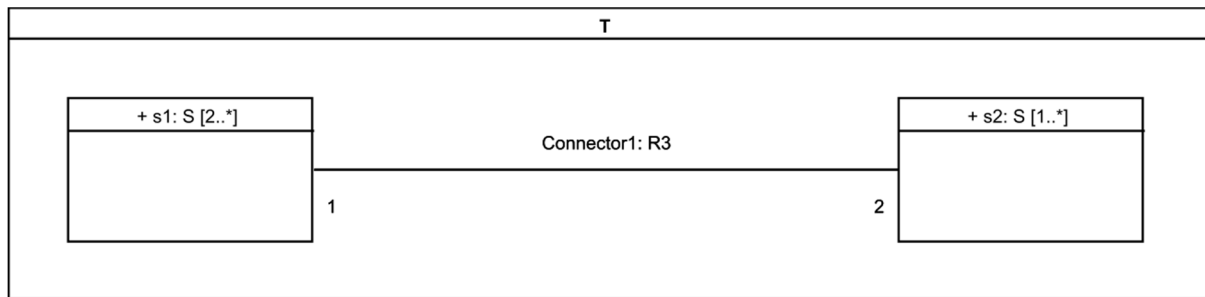 T
+ s1: S [2..*]
+ s2: S [1..*]
Connector1: R3
1
2